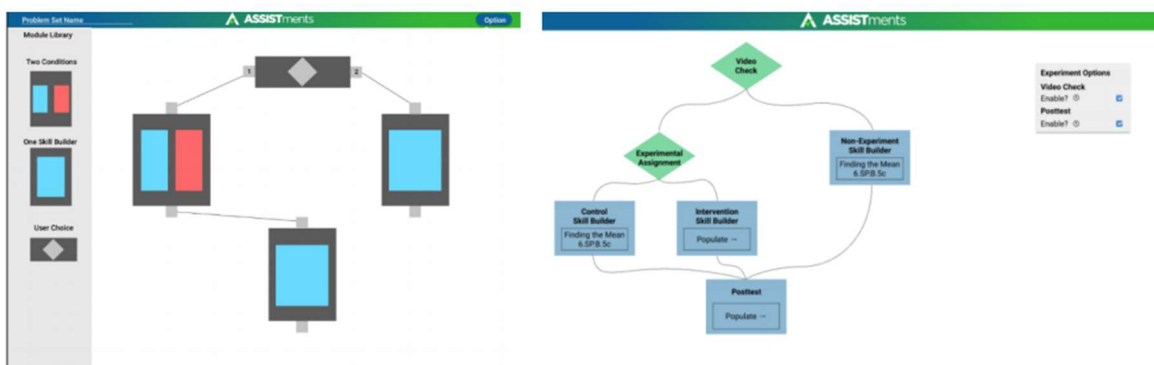 Problem Set Name
ASSISTments
Option
Module Library
Two Conditions
One Skill Builder
User Choice
1
2
ASSISTments
Video
Check
Experimental
Assignment
Non-Experiment
Skill Builder
Finding the Mean
6.SP.B.5c
Control
Skill Builder
Finding the Mean
6.SP.B.5c
Intervention
Skill Builder
Populate →
Posttest
Populate →
Experiment Options
Video Check
Enable?
Posttest
Enable?